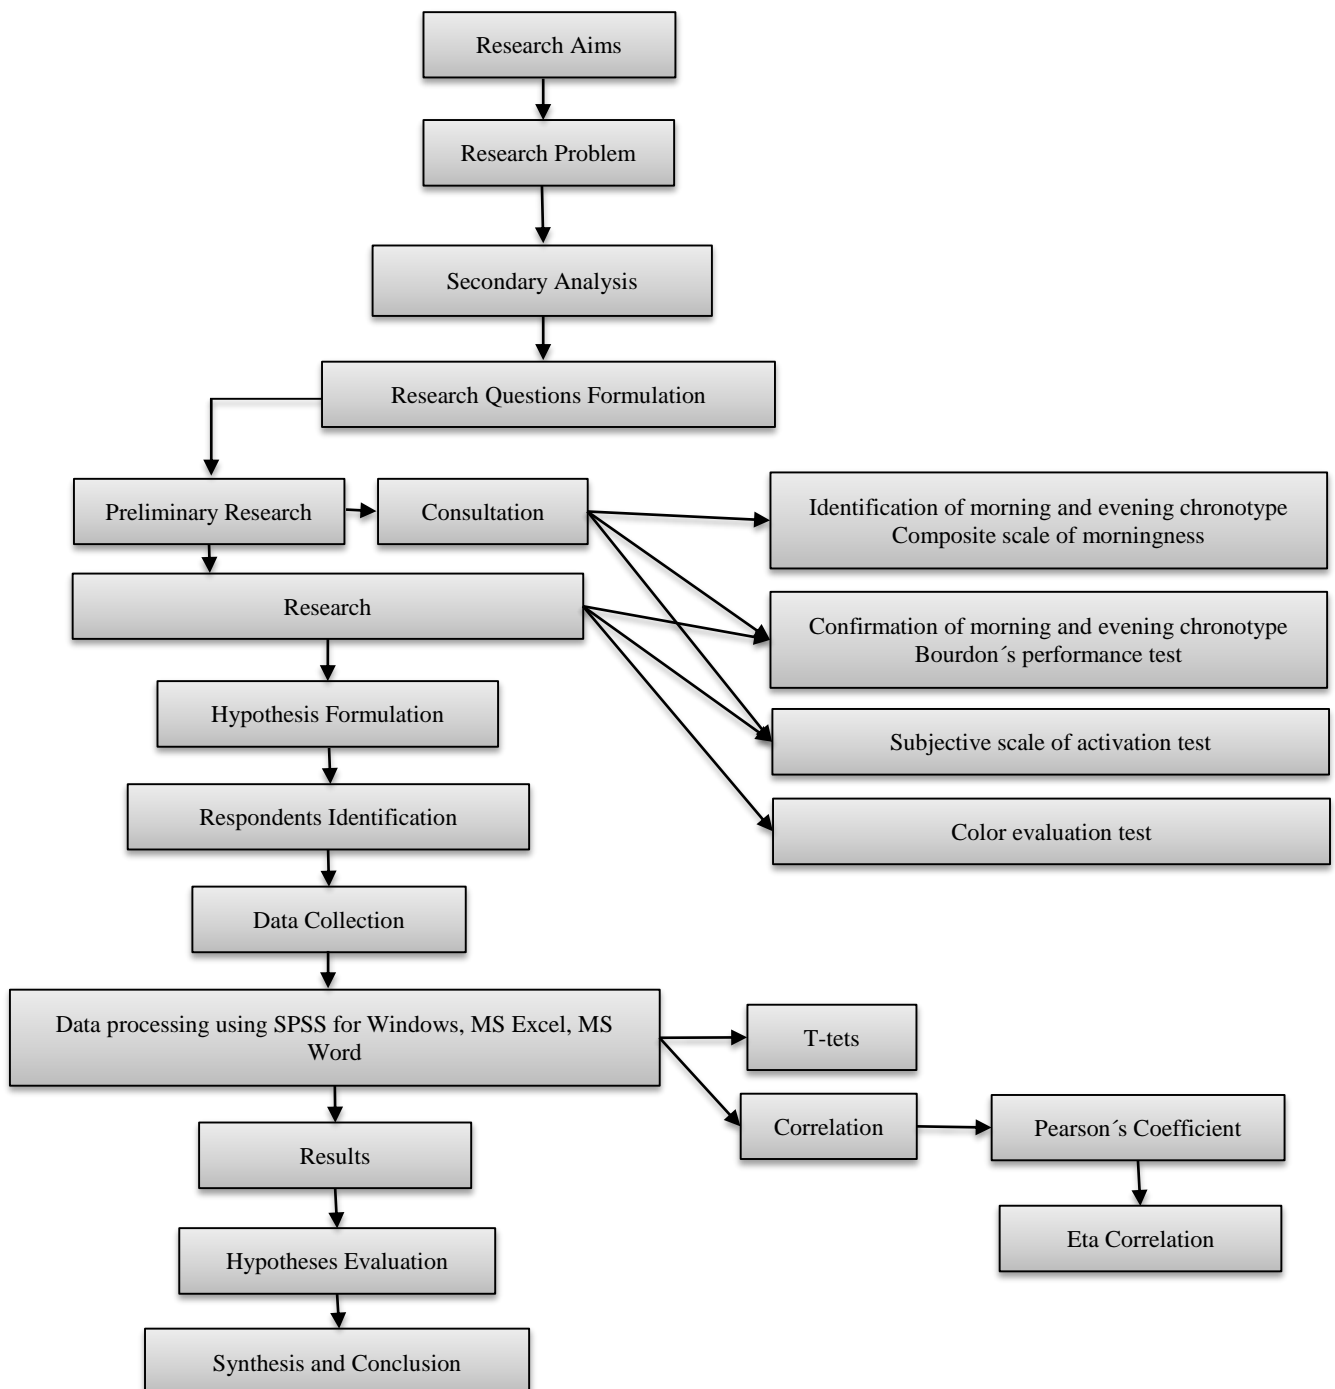 Research Aims
Research Problem
Secondary Analysis
Research Questions Formulation
Preliminary Research
Consultation
Identification of morning and evening chronotype
Composite scale of morningness
Research
Confirmation of morning and evening chronotype
Bourdon´s performance test
Hypothesis Formulation
Subjective scale of activation test
Respondents Identification
Color evaluation test
Data Collection
Data processing using SPSS for Windows, MS Excel, MS
Word
T-tets
Correlation
Pearson´s Coefficient
Results
Eta Correlation
Hypotheses Evaluation
Synthesis and Conclusion